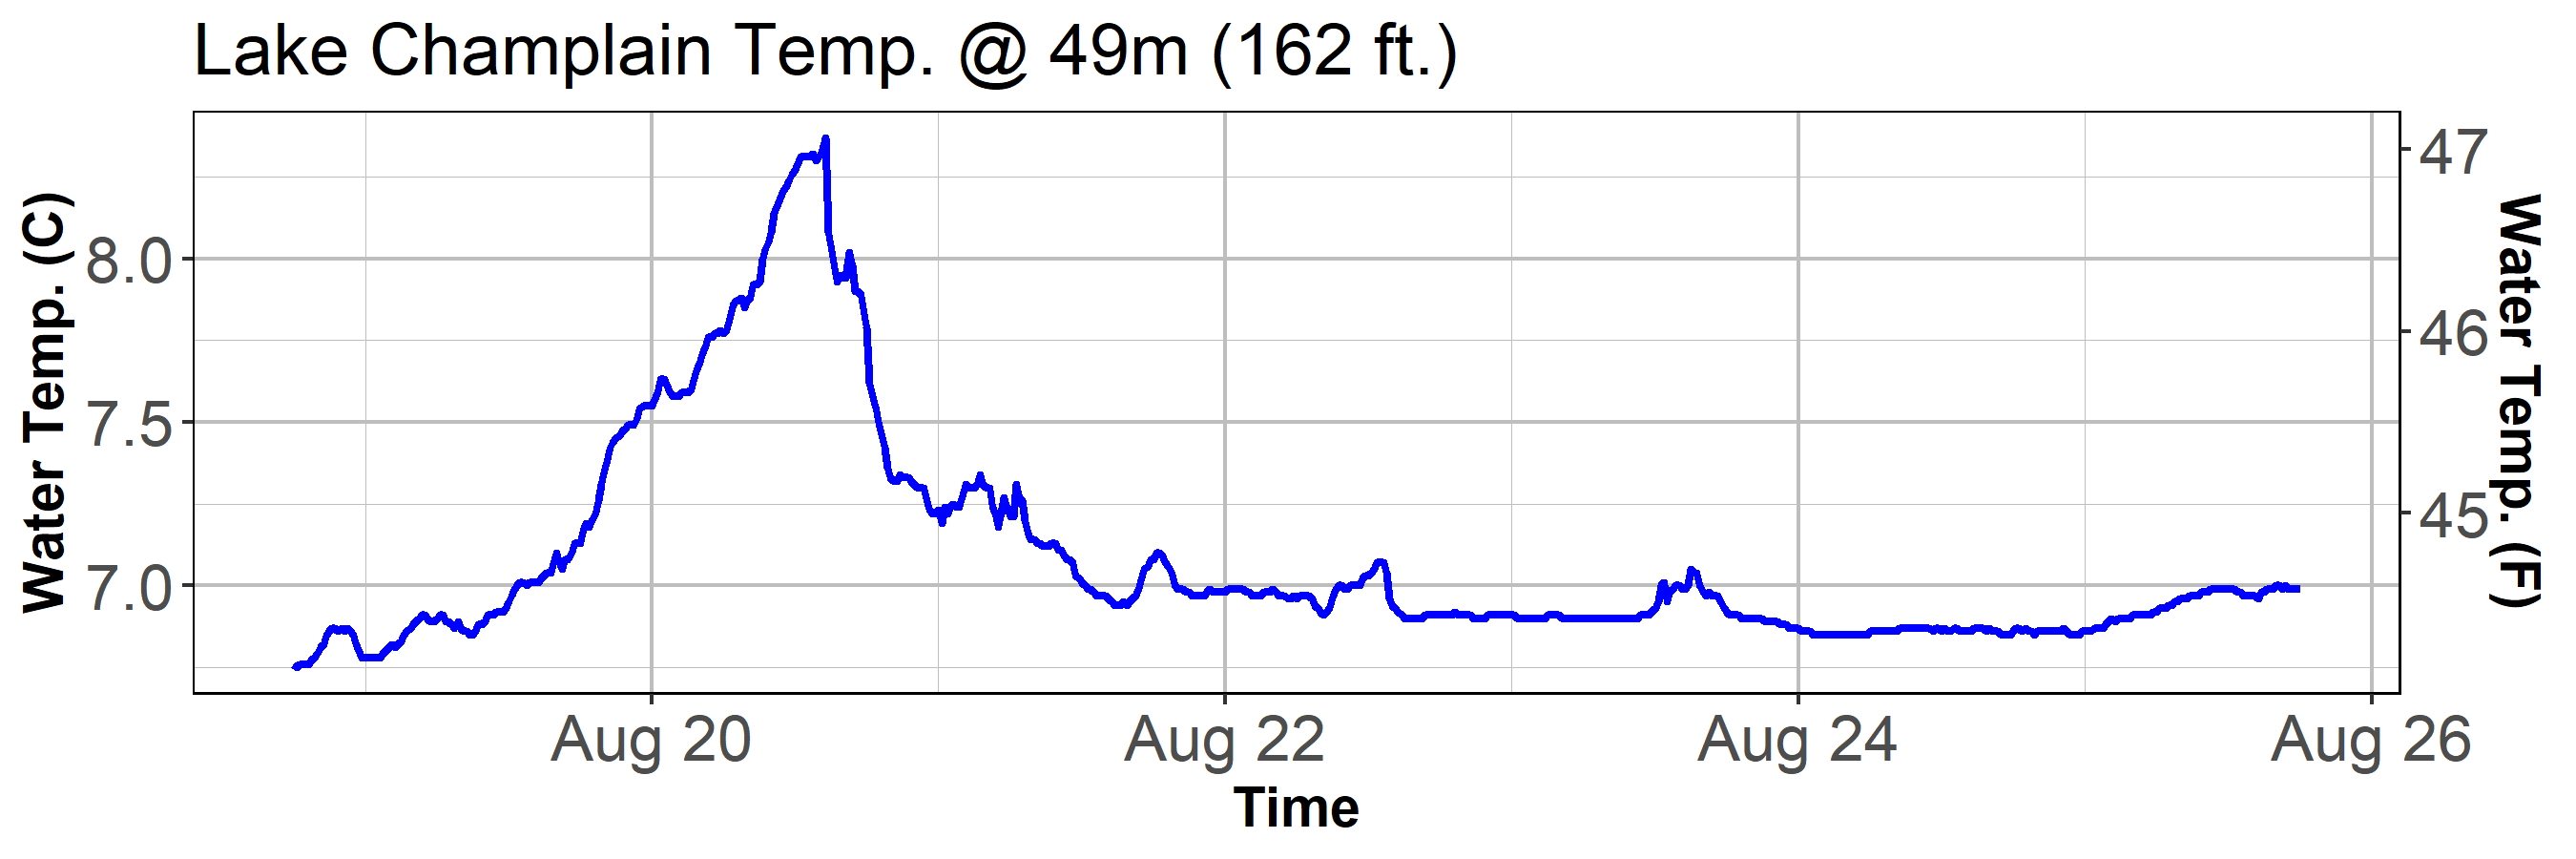 Lake Champlain Temp. @ 49m (162 ft.)
Water Temp. (C)
8.0
7.5
7.0
47
46
45
Water Temp. (F)
Aug 20 Aug 22 Aug 24 Aug 26
Time